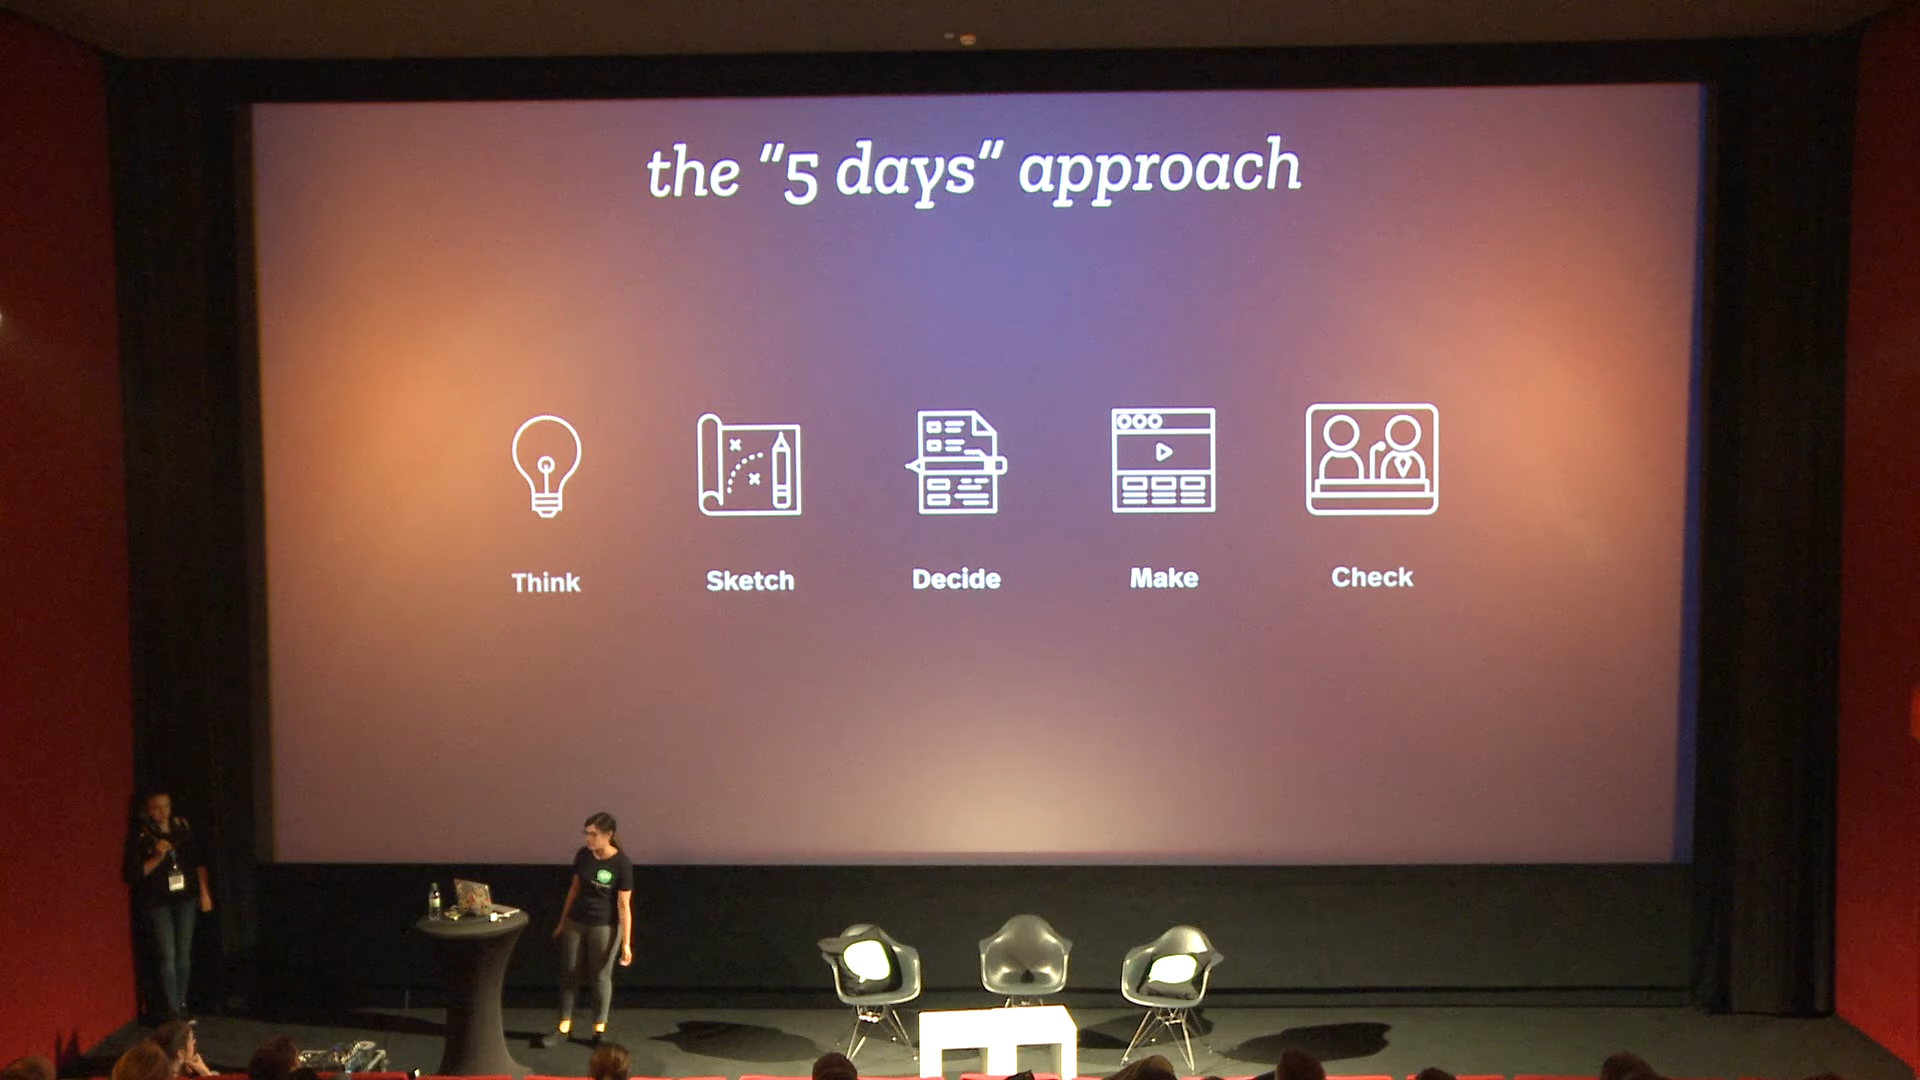 the "5 days" approach
Think
Sketch
Decide
Make
Check